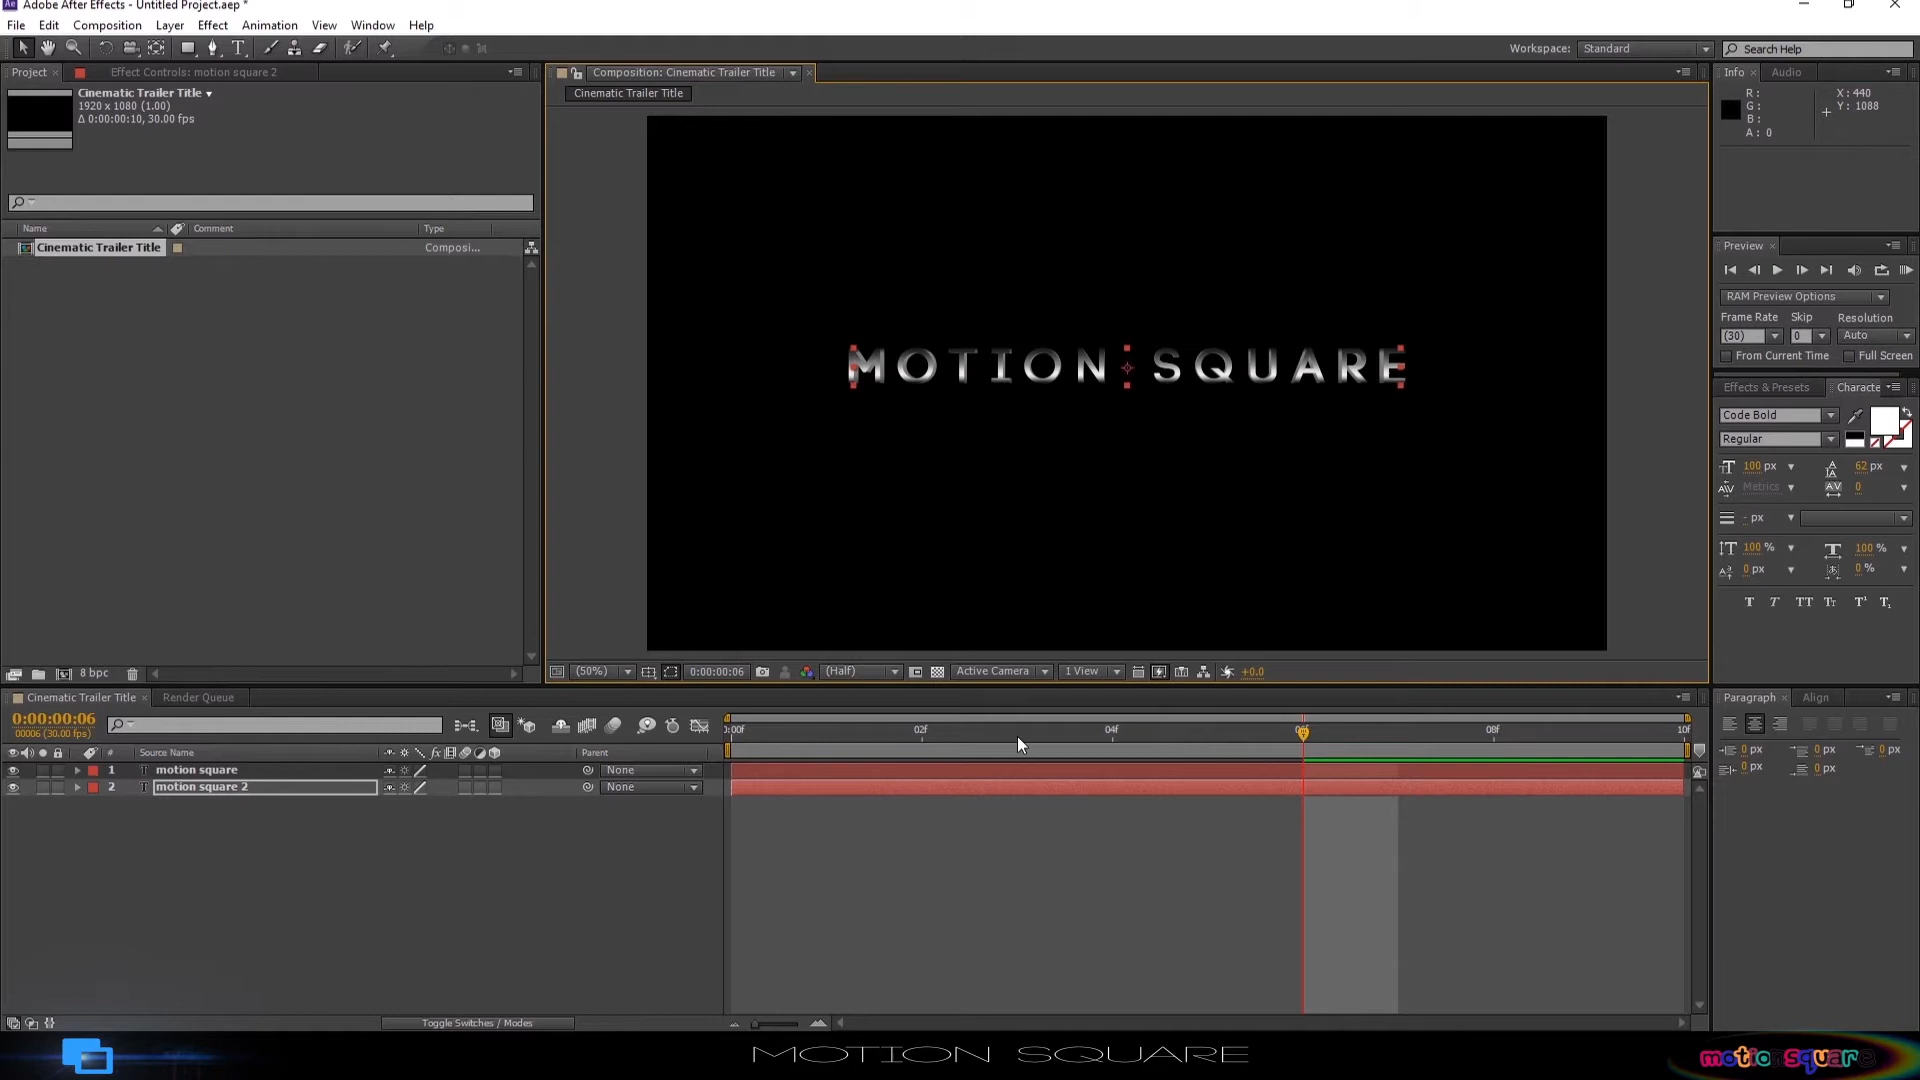 Adobe After Effects - Untitled Project.aep *
File Edit Composition Layer Effect Animation View Window Help
Workspace: Standard Search Help
Project Effect Controls: motion square 2
Composition: Cinematic Trailer Title
Info Audio
Cinematic Trailer Title
1920 x 1080 (1.00)
Δ 0:00:00:10, 30.00 fps
Cinematic Trailer Title
R :
G :
B :
A : 0
X : 440
Y : 1088
Name Comment Type
Cinematic Trailer Title Composi...
MOTION SQUARE
Preview
RAM Preview Options
Frame Rate Skip Resolution
(30) 0 Auto
From Current Time Full Screen
Effects & Presets Characte
Code Bold
Regular
100 px 62 px
Metrics 0
- px
100 % 100 %
0 px 0 %
T T TT Tт T¹ T₁
8 bpc
(50%) 0:00:00:06 (Half) Active Camera 1 View +0.0
Cinematic Trailer Title Render Queue
0:00:00:06
00006 (30.00 fps)
# Source Name fx Parent
1 T motion square None
2 T motion square 2 None
0:00f 02f 04f 08f 10f
Paragraph Align
0 px 0 px 0 px
0 px 0 px
Toggle Switches / Modes
MOTION SQUARE
motionsquare